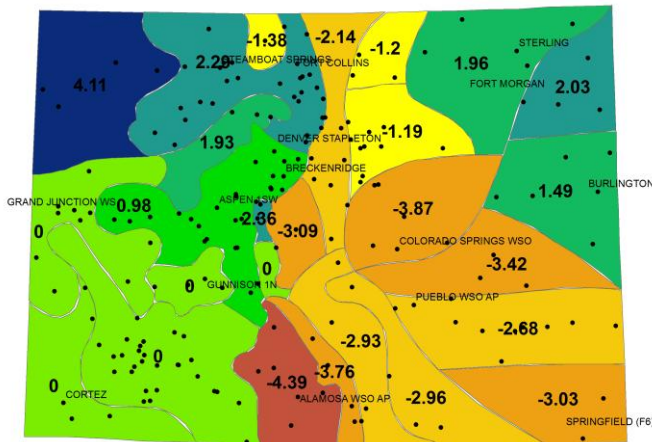 -1.38
-2.14
-1.2
STERLING
2.29
STEAMBOAT SPRINGS
FORT COLLINS
1.96
FORT MORGAN
4.11
2.03
1.93
DENVER STAPLETON
-1.19
BRECKENRIDGE
1.49
BURLINGTON
GRAND JUNCTION WS
0.98
ASPEN 1SW
-2.36
-3.87
0
-3.09
COLORADO SPRINGS WSO
0
-3.42
0
GUNNISON 1N
PUEBLO WSO AP
-2.68
-2.93
0
-3.76
-4.39
0
CORTEZ
ALAMOSA WSO AP
-2.96
-3.03
SPRINGFIELD (F6)